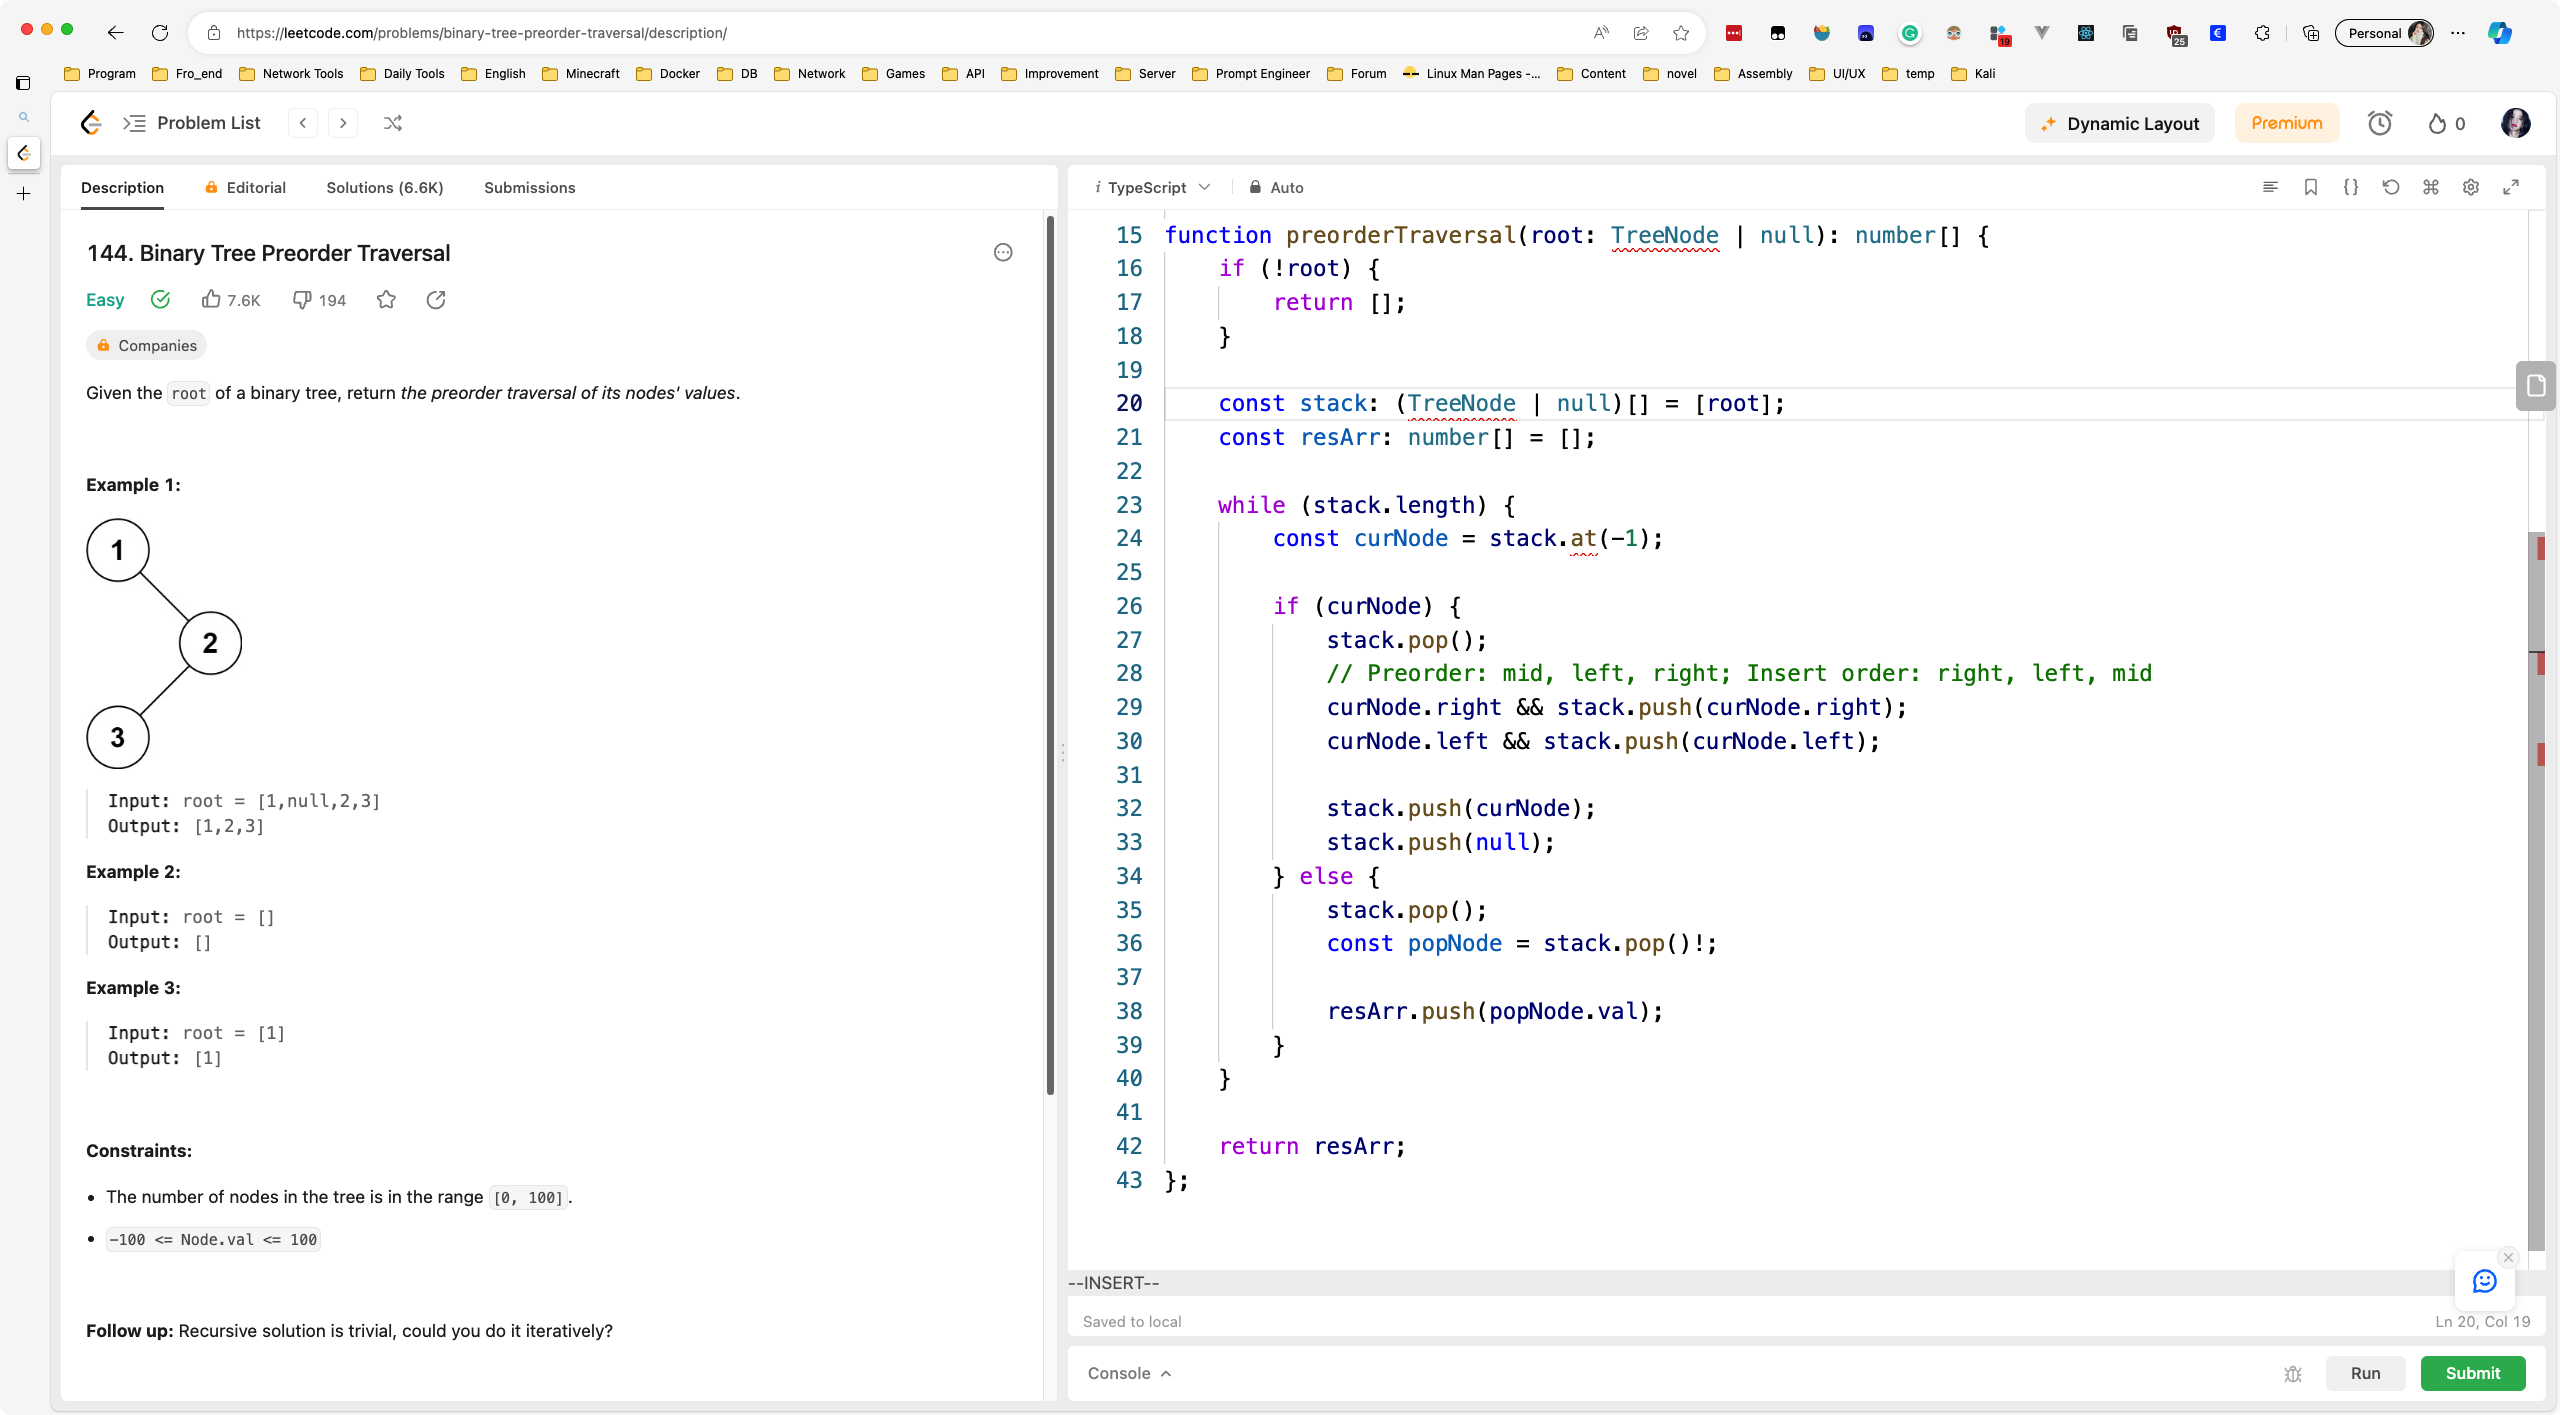 https://leetcode.com/problems/binary-tree-preorder-traversal/description/
19
25
Personal
Program Fro_end Network Tools Daily Tools English Minecraft Docker DB Network Games API Improvement Server Prompt Engineer Forum Linux Man Pages -... Content novel Assembly UI/UX temp Kali
Problem List
Dynamic Layout
Premium
0
Description Editorial Solutions (6.6K) Submissions
144. Binary Tree Preorder Traversal
Easy 7.6K 194
Companies
Given the root of a binary tree, return the preorder traversal of its nodes' values.
Example 1:
1
2
3
Input: root = [1,null,2,3]
Output: [1,2,3]
Example 2:
Input: root = []
Output: []
Example 3:
Input: root = [1]
Output: [1]
Constraints:
• The number of nodes in the tree is in the range [0, 100].
• -100 <= Node.val <= 100
Follow up: Recursive solution is trivial, could you do it iteratively?
i TypeScript Auto
15 function preorderTraversal(root: TreeNode | null): number[] {
16 if (!root) {
17 return [];
18 }
19
20 const stack: (TreeNode | null)[] = [root];
21 const resArr: number[] = [];
22
23 while (stack.length) {
24 const curNode = stack.at(-1);
25
26 if (curNode) {
27 stack.pop();
28 // Preorder: mid, left, right; Insert order: right, left, mid
29 curNode.right && stack.push(curNode.right);
30 curNode.left && stack.push(curNode.left);
31
32 stack.push(curNode);
33 stack.push(null);
34 } else {
35 stack.pop();
36 const popNode = stack.pop()!;
37
38 resArr.push(popNode.val);
39 }
40 }
41
42 return resArr;
43 };
--INSERT--
Saved to local
Ln 20, Col 19
Console
Run
Submit